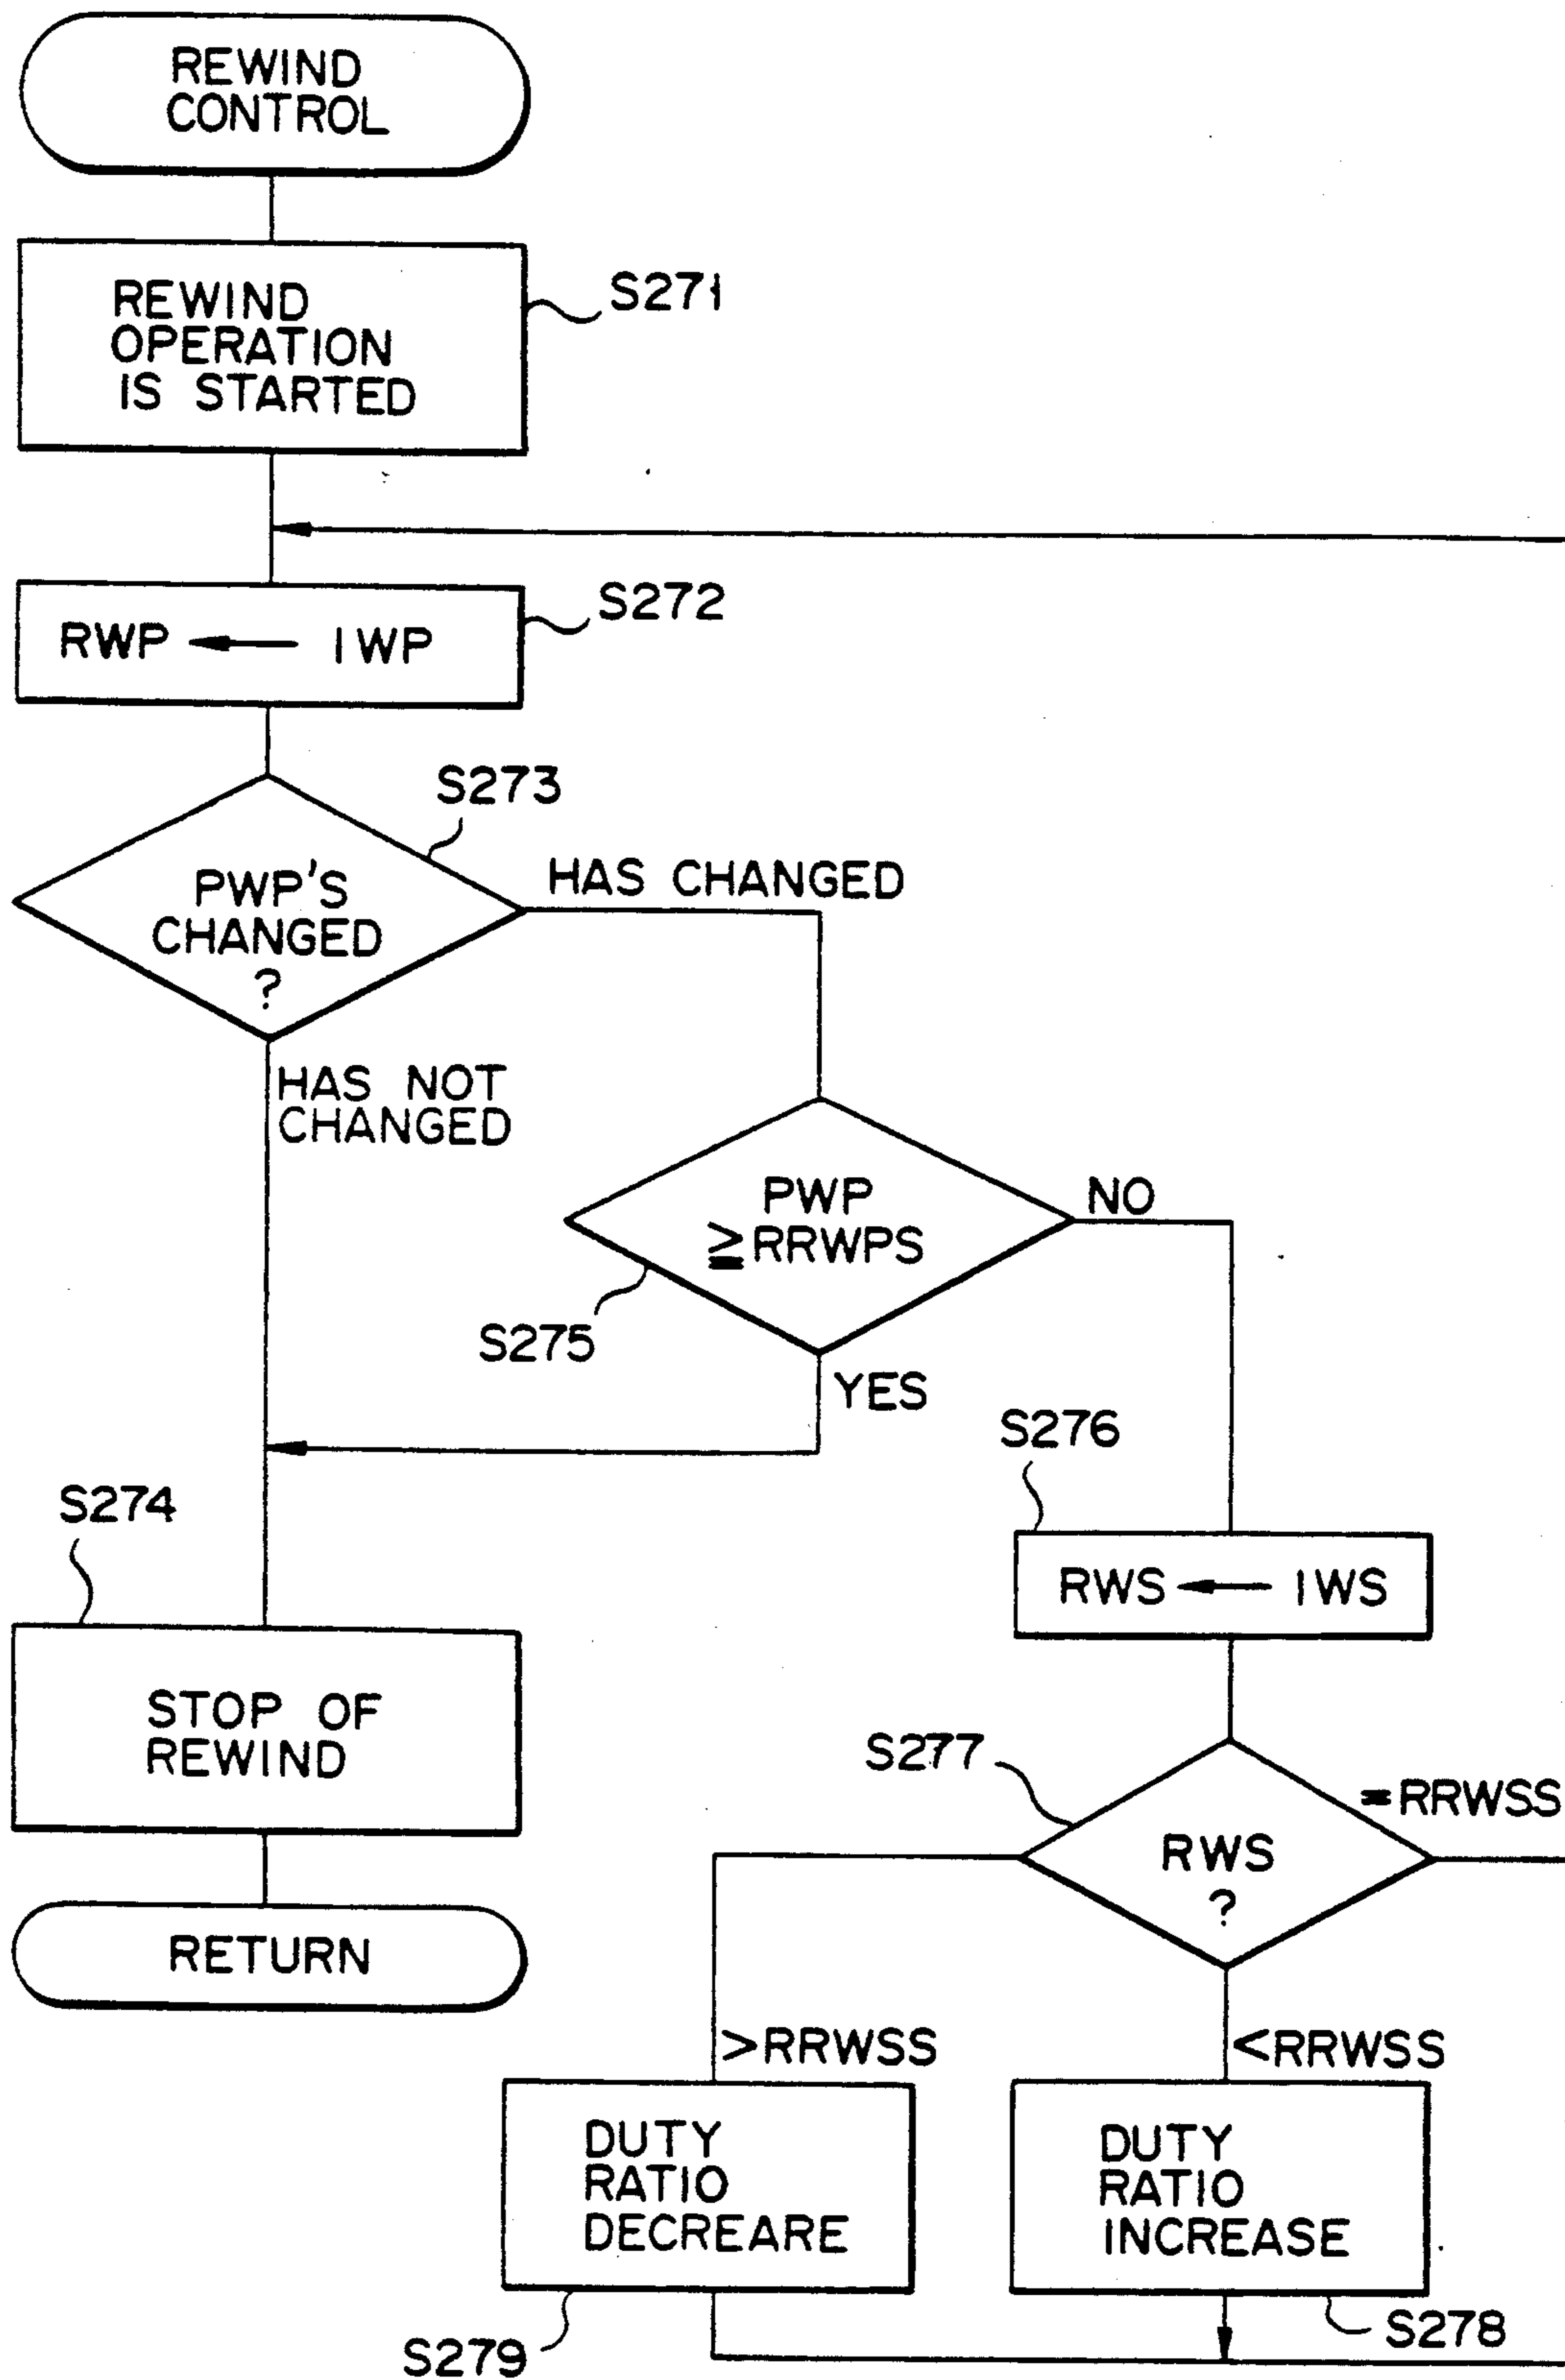 REWIND
CONTROL
REWIND
OPERATION
IS STARTED
S271
RWP ← IWP
S272
S273
PWP'S
CHANGED
?
HAS CHANGED
HAS NOT
CHANGED
PWP
≧RRWPS
NO
S275
YES
S276
S274
RWS ← IWS
STOP OF
REWIND
S277
=RRWSS
RWS
?
RETURN
>RRWSS
<RRWSS
DUTY
RATIO
DECREARE
DUTY
RATIO
INCREASE
S279
S278